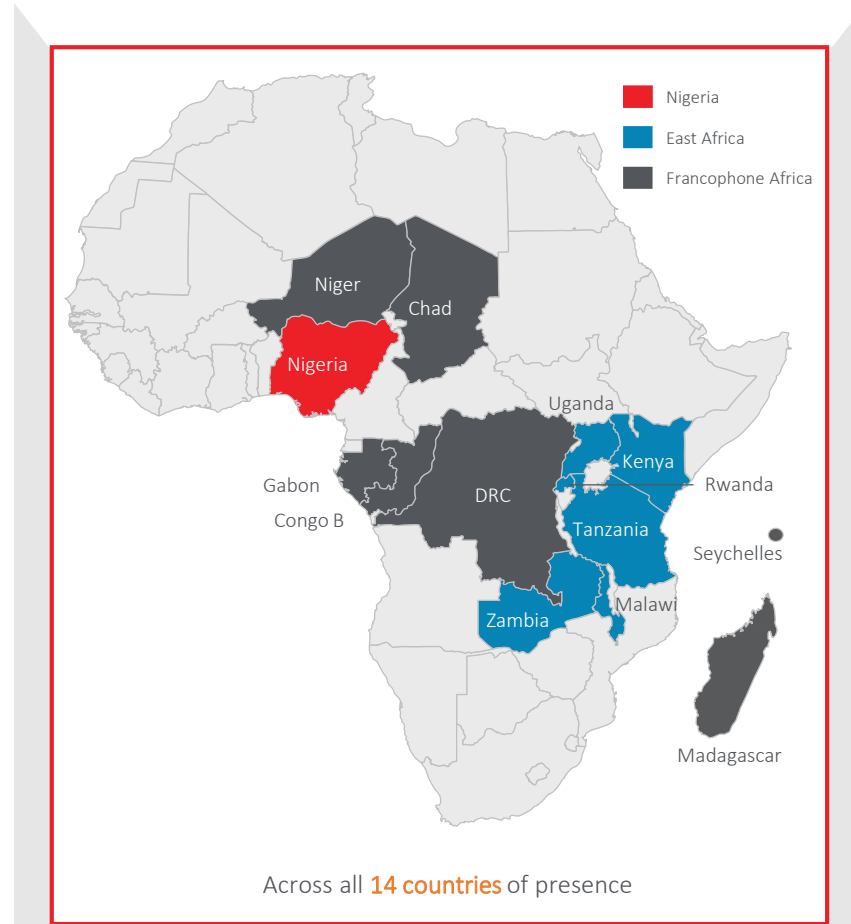 Nigeria
East Africa
Francophone Africa
Niger
Chad
Nigeria
Uganda
Kenya
Gabon
DRC
Rwanda
Congo B
Tanzania
Seychelles
Malawi
Zambia
Madagascar
Across all 14 countries of presence